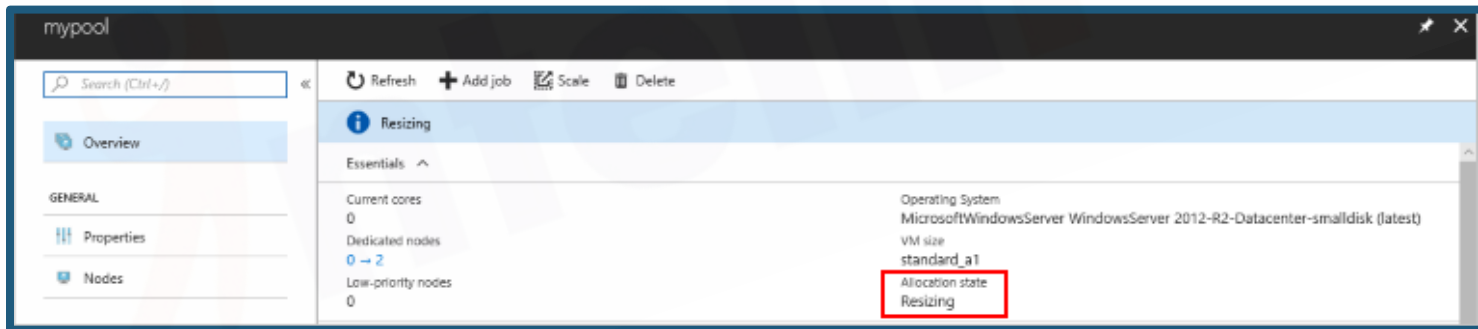 mypool
Search (Ctrl+/)
Overview
GENERAL
Properties
Nodes
Refresh Add job Scale Delete
Resizing
Essentials
Current cores
0
Dedicated nodes
0 → 2
Low-priority nodes
0
Operating System
MicrosoftWindowsServer WindowsServer 2012-R2-Datacenter-smalldisk (latest)
VM size
standard_a1
Allocation state
Resizing